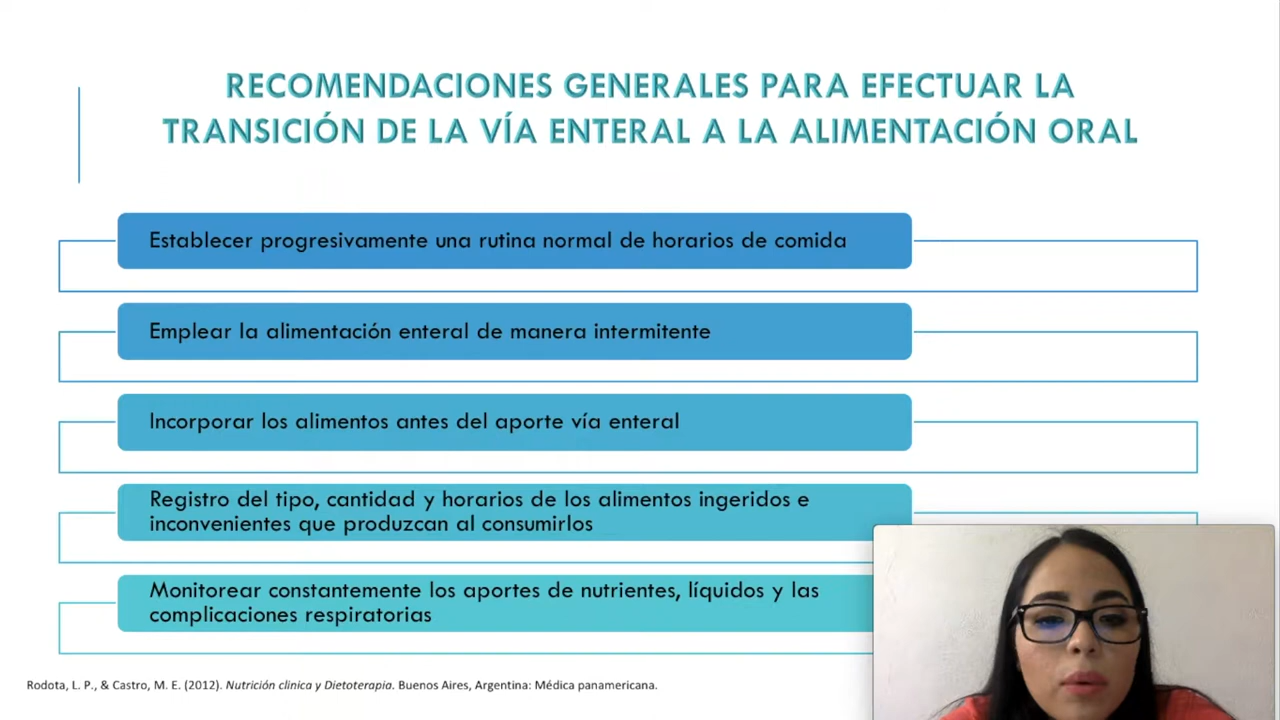 RECOMENDACIONES GENERALES PARA EFECTUAR LA
TRANSICIÓN DE LA VÍA ENTERAL A LA ALIMENTACIÓN ORAL
Establecer progresivamente una rutina normal de horarios de comida
Emplear la alimentación enteral de manera intermitente
Incorporar los alimentos antes del aporte vía enteral
Registro del tipo, cantidad y horarios de los alimentos ingeridos e
inconvenientes que produzcan al consumirlos
Monitorear constantemente los aportes de nutrientes, líquidos y las
complicaciones respiratorias
Rodota, L. P., & Castro, M. E. (2012). Nutrición clinica y Dietoterapia. Buenos Aires, Argentina: Médica panamericana.